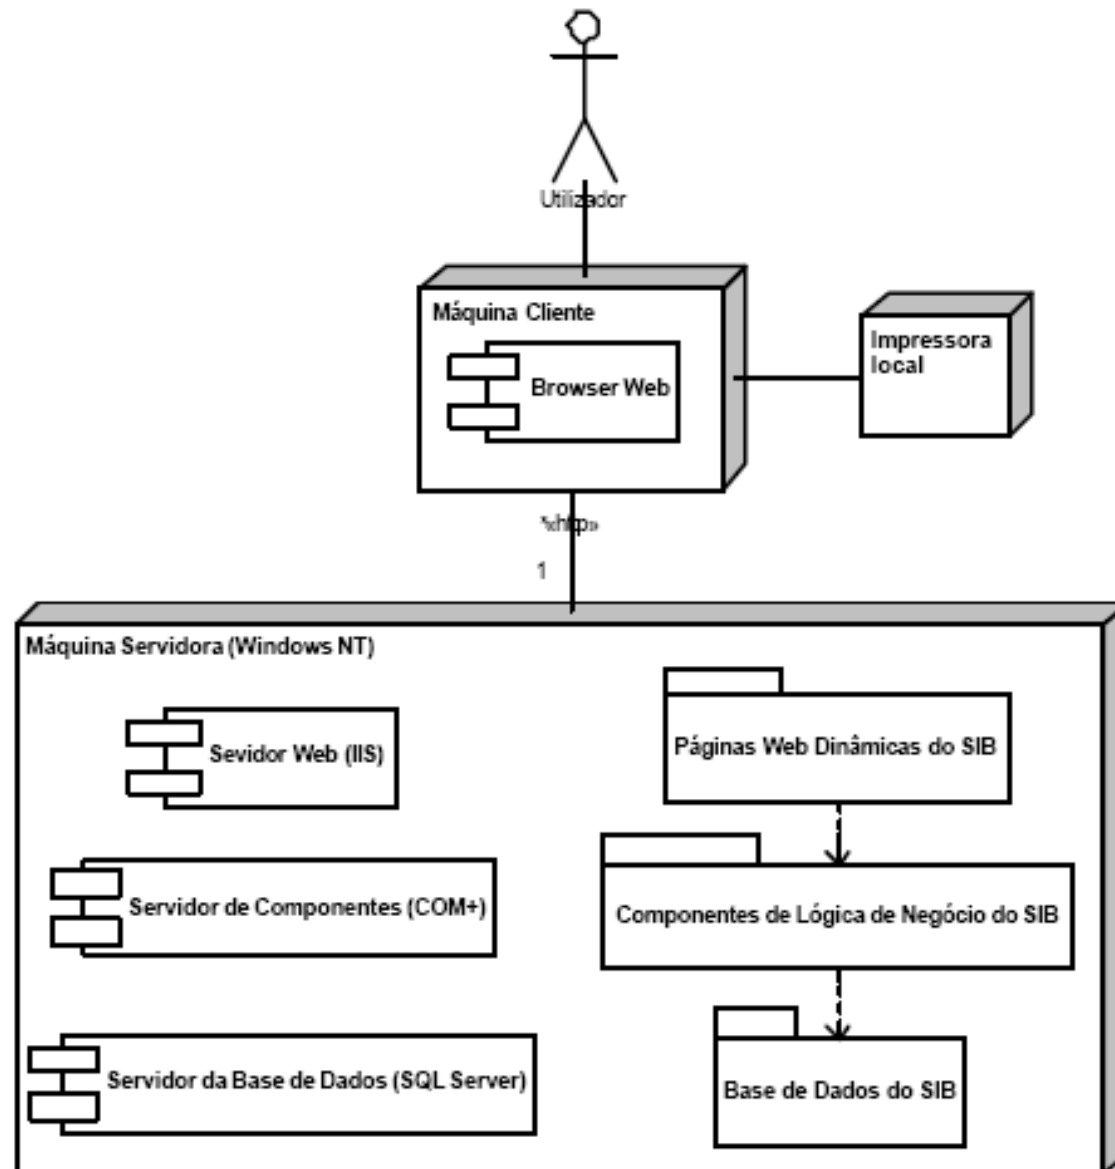 Utilizador
Máquina Cliente
Browser Web
Impressora
local
*«http»
1
Máquina Servidora (Windows NT)
Sevidor Web (IIS)
Páginas Web Dinâmicas do SIB
Servidor de Componentes (COM+)
Componentes de Lógica de Negócio do SIB
Servidor da Base de Dados (SQL Server)
Base de Dados do SIB